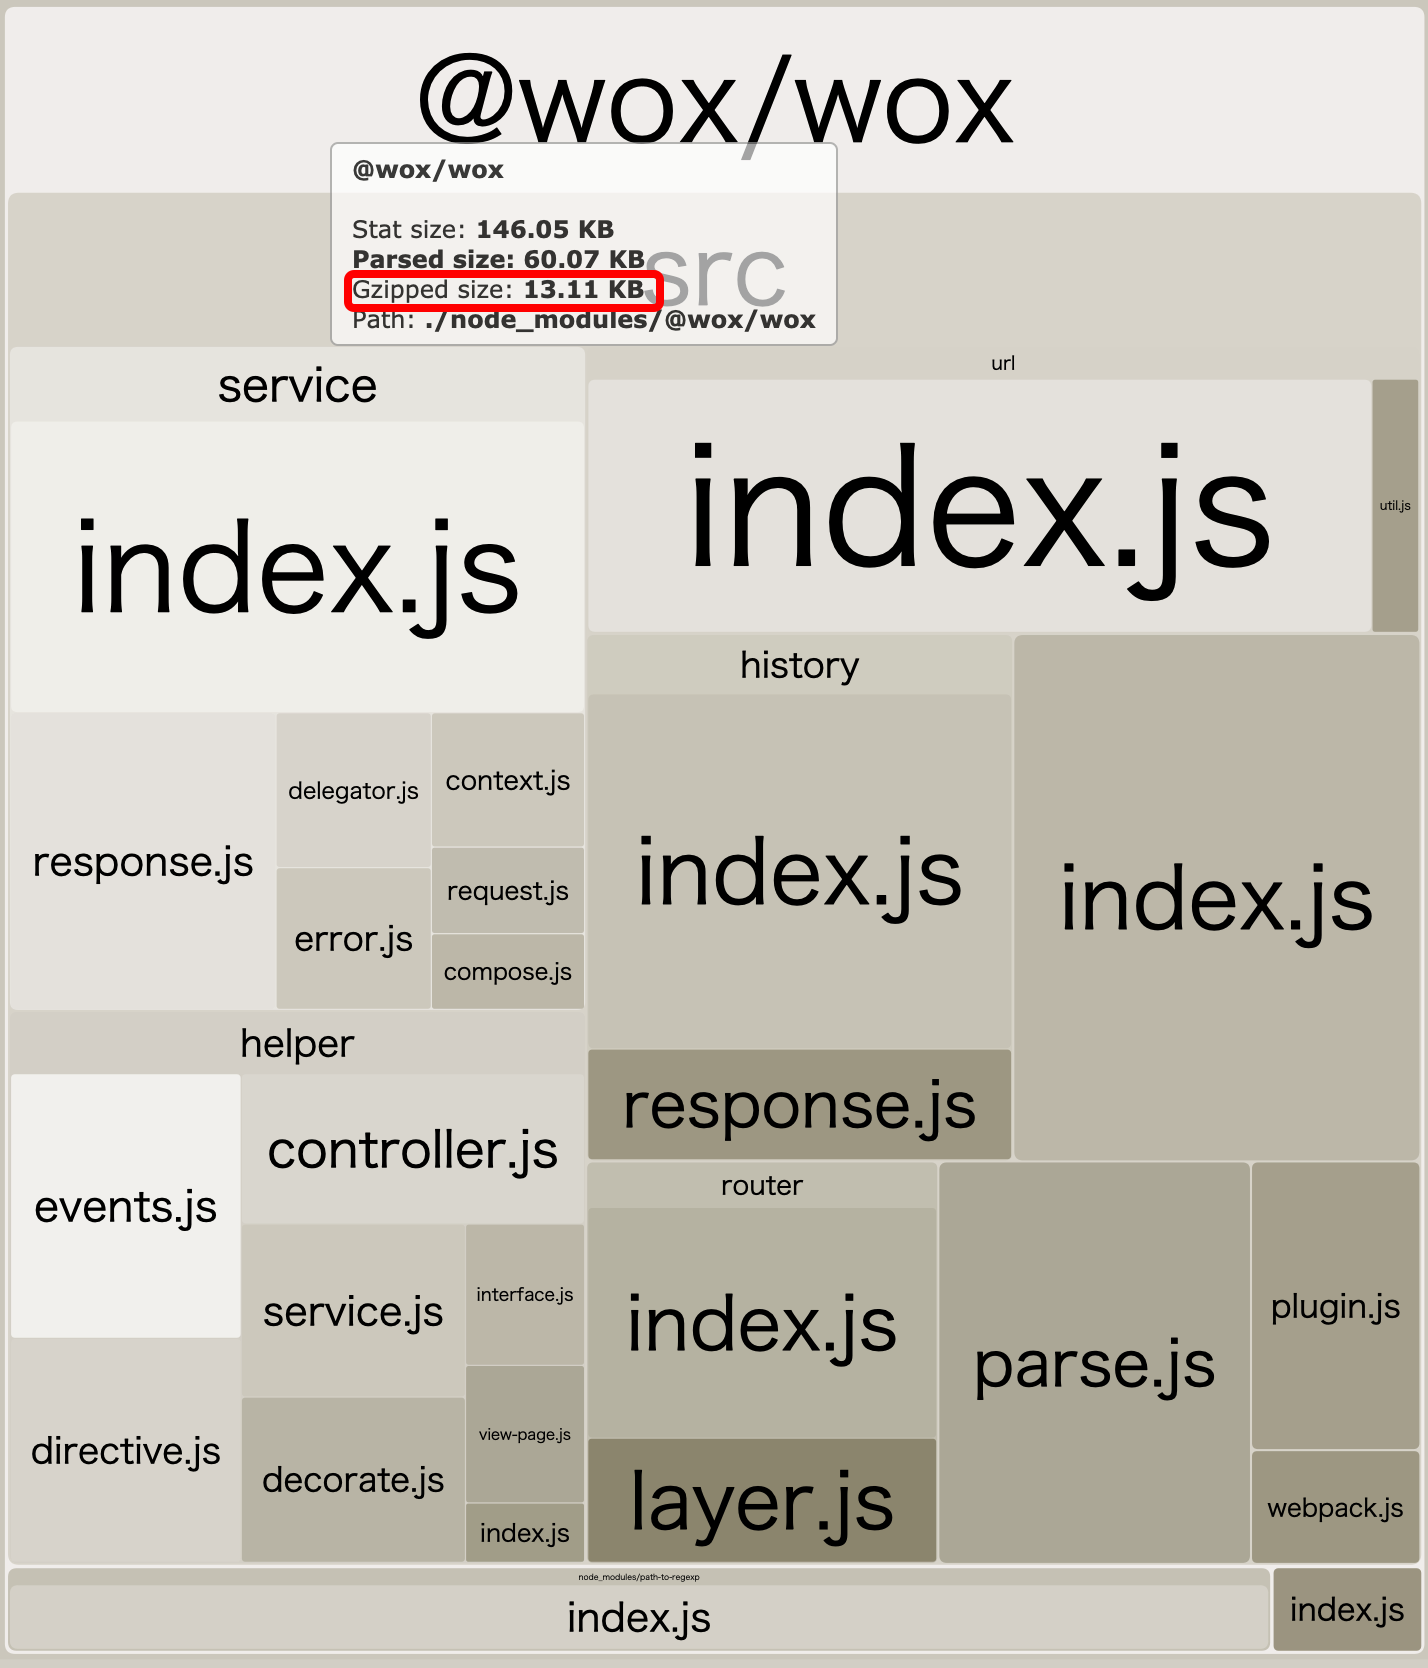 @wox/wox
@wox/wox
Stat size: 146.05 KB
Parsed size: 60.07 KB
Gzipped size: 13.11 KB
Path: ./node_modules/@wox/wox
src
service
index.js
response.js
delegator.js
context.js
error.js
request.js
compose.js
helper
events.js
controller.js
directive.js
service.js
interface.js
decorate.js
view-page.js
index.js
url
index.js
util.js
history
index.js
response.js
index.js
router
index.js
layer.js
parse.js
plugin.js
webpack.js
node_modules/path-to-regexp
index.js
index.js